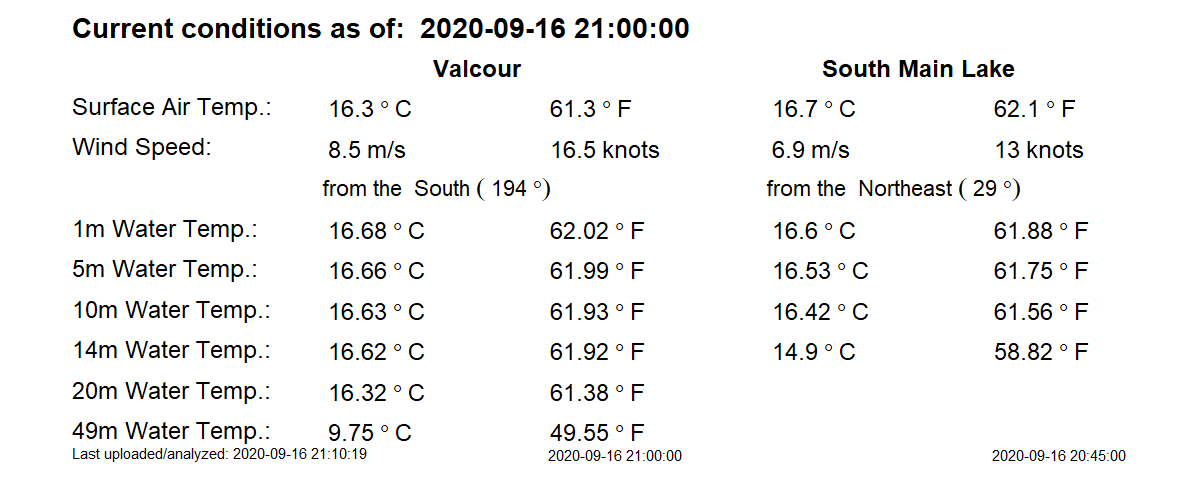 Current conditions as of:  2020-09-16 21:00:00
Valcour South Main Lake
Surface Air Temp.: 16.3 ° C 61.3 ° F 16.7 ° C 62.1 ° F
Wind Speed: 8.5 m/s 16.5 knots 6.9 m/s 13 knots
from the  South ( 194 °) from the  Northeast ( 29 °)
1m Water Temp.: 16.68 ° C 62.02 ° F 16.6 ° C 61.88 ° F
5m Water Temp.: 16.66 ° C 61.99 ° F 16.53 ° C 61.75 ° F
10m Water Temp.: 16.63 ° C 61.93 ° F 16.42 ° C 61.56 ° F
14m Water Temp.: 16.62 ° C 61.92 ° F 14.9 ° C 58.82 ° F
20m Water Temp.: 16.32 ° C 61.38 ° F
49m Water Temp.: 9.75 ° C 49.55 ° F
Last uploaded/analyzed: 2020-09-16 21:10:19 2020-09-16 21:00:00 2020-09-16 20:45:00